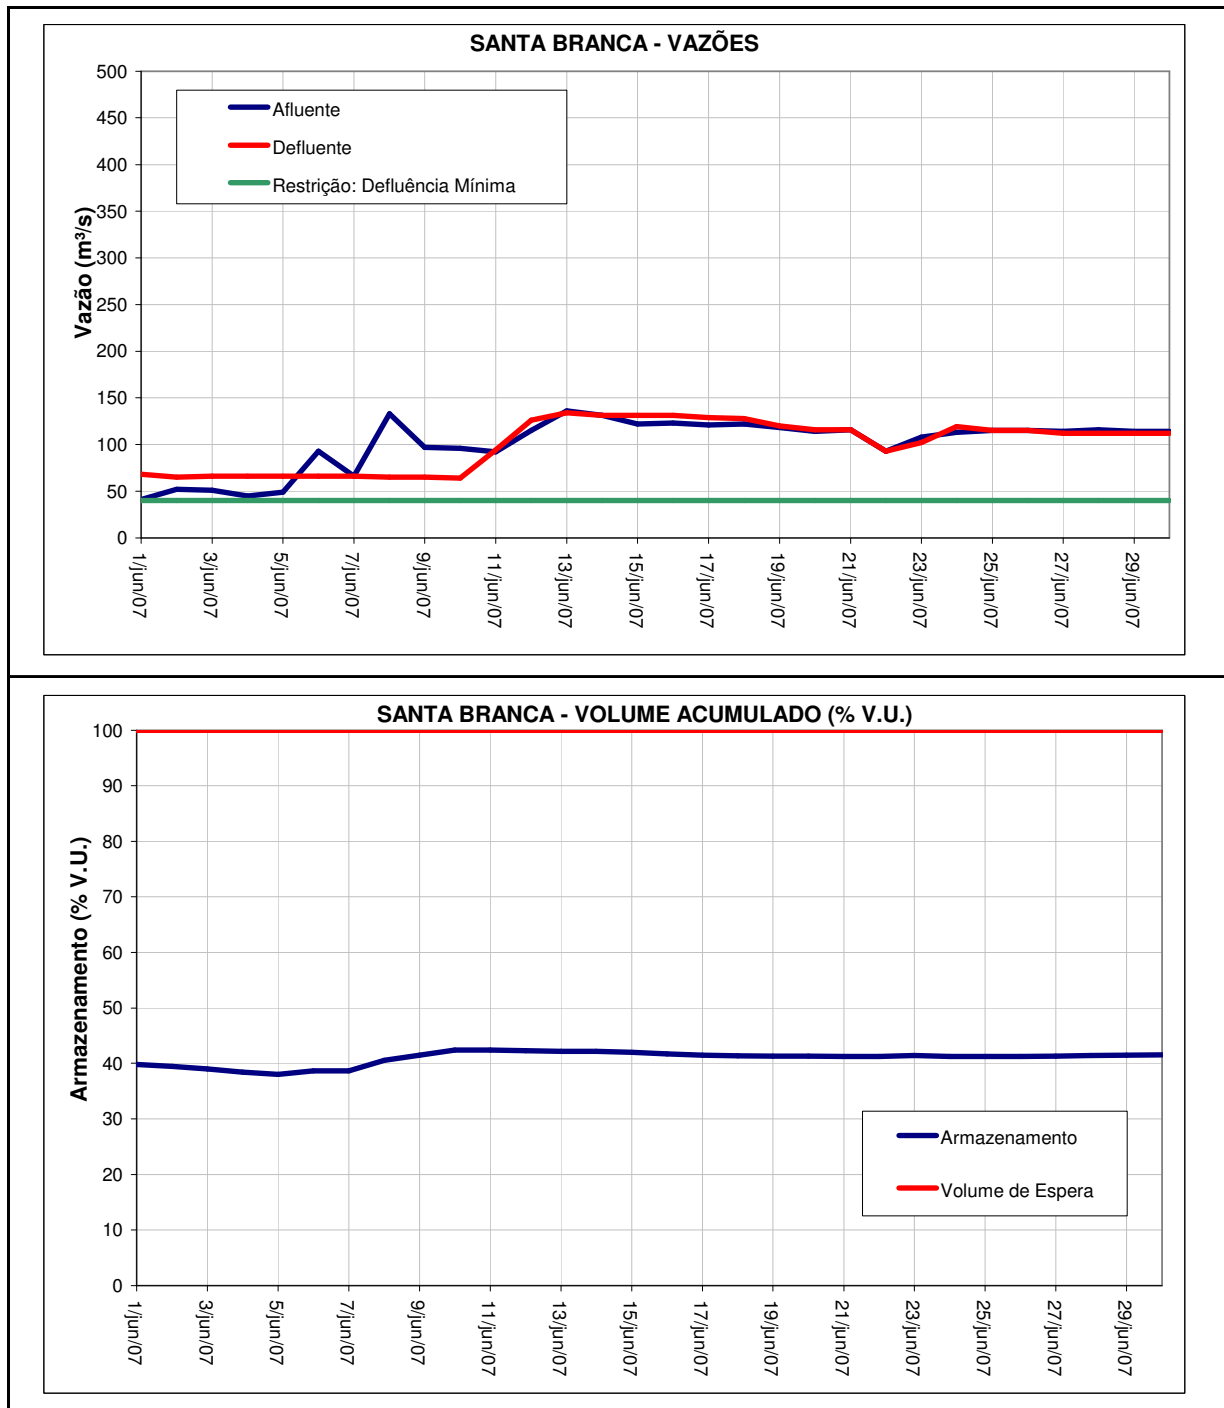 SANTA BRANCA - VAZÕES
500
450
400
350
300
250
200
150
100
50
0
Vazão (m³/s)
Afluente
Defluente
Restrição: Defluência Mínima
1/jun/07
3/jun/07
5/jun/07
7/jun/07
9/jun/07
11/jun/07
13/jun/07
15/jun/07
17/jun/07
19/jun/07
21/jun/07
23/jun/07
25/jun/07
27/jun/07
29/jun/07
SANTA BRANCA - VOLUME ACUMULADO (% V.U.)
100
90
80
70
60
50
40
30
20
10
0
Armazenamento (% V.U.)
Armazenamento
Volume de Espera
1/jun/07
3/jun/07
5/jun/07
7/jun/07
9/jun/07
11/jun/07
13/jun/07
15/jun/07
17/jun/07
19/jun/07
21/jun/07
23/jun/07
25/jun/07
27/jun/07
29/jun/07